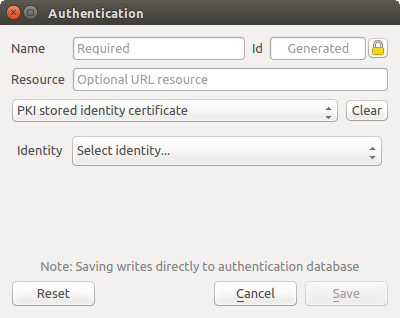 Authentication
Name Required Id Generated
Resource Optional URL resource
PKI stored identity certificate Clear
Identity Select identity...
Note: Saving writes directly to authentication database
Reset Cancel Save